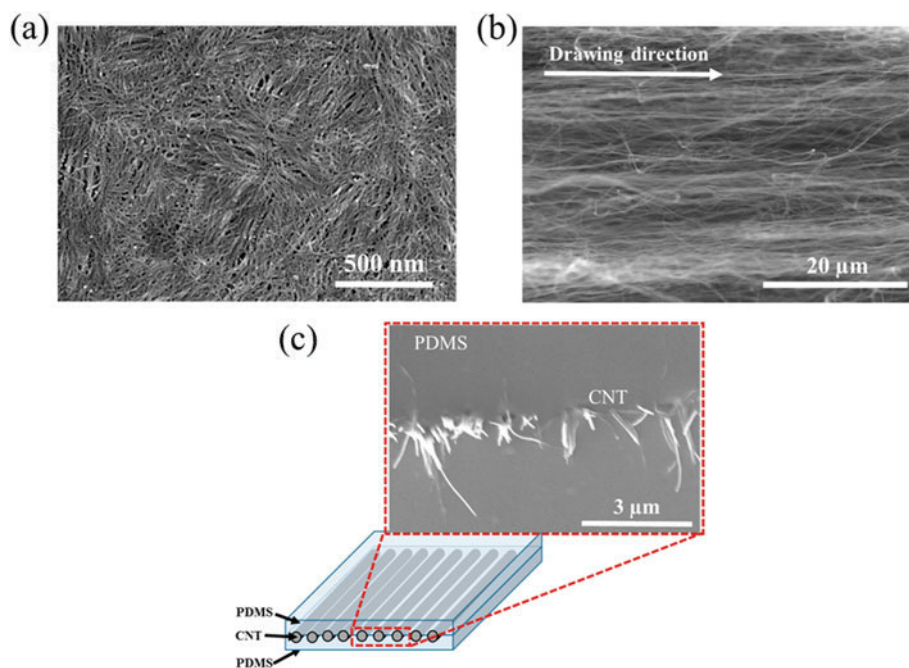 (a)
500 nm
(b)
Drawing direction
20 µm
(c)
PDMS
CNT
3 µm
PDMS
CNT
PDMS